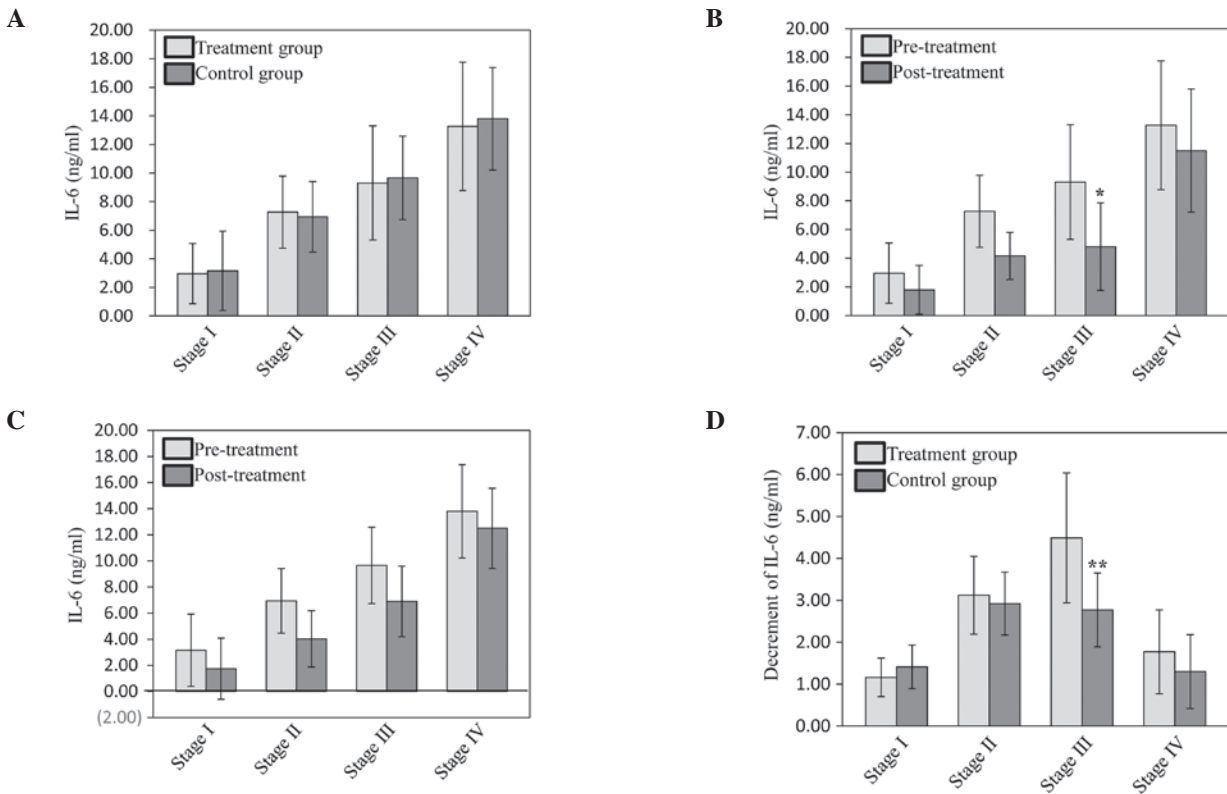 A
20.00
18.00
16.00
14.00
12.00
10.00
8.00
6.00
4.00
2.00
0.00
IL-6 (ng/ml)
Treatment group
Control group
Stage I
Stage II
Stage III
Stage IV
B
20.00
18.00
16.00
14.00
12.00
10.00
8.00
6.00
4.00
2.00
0.00
IL-6 (ng/ml)
Pre-treatment
Post-treatment
*
Stage I
Stage II
Stage III
Stage IV
C
20.00
18.00
16.00
14.00
12.00
10.00
8.00
6.00
4.00
2.00
0.00
(2.00)
IL-6 (ng/ml)
Pre-treatment
Post-treatment
Stage I
Stage II
Stage III
Stage IV
D
7.00
6.00
5.00
4.00
3.00
2.00
1.00
0.00
Decrement of IL-6 (ng/ml)
Treatment group
Control group
**
Stage I
Stage II
Stage III
Stage IV